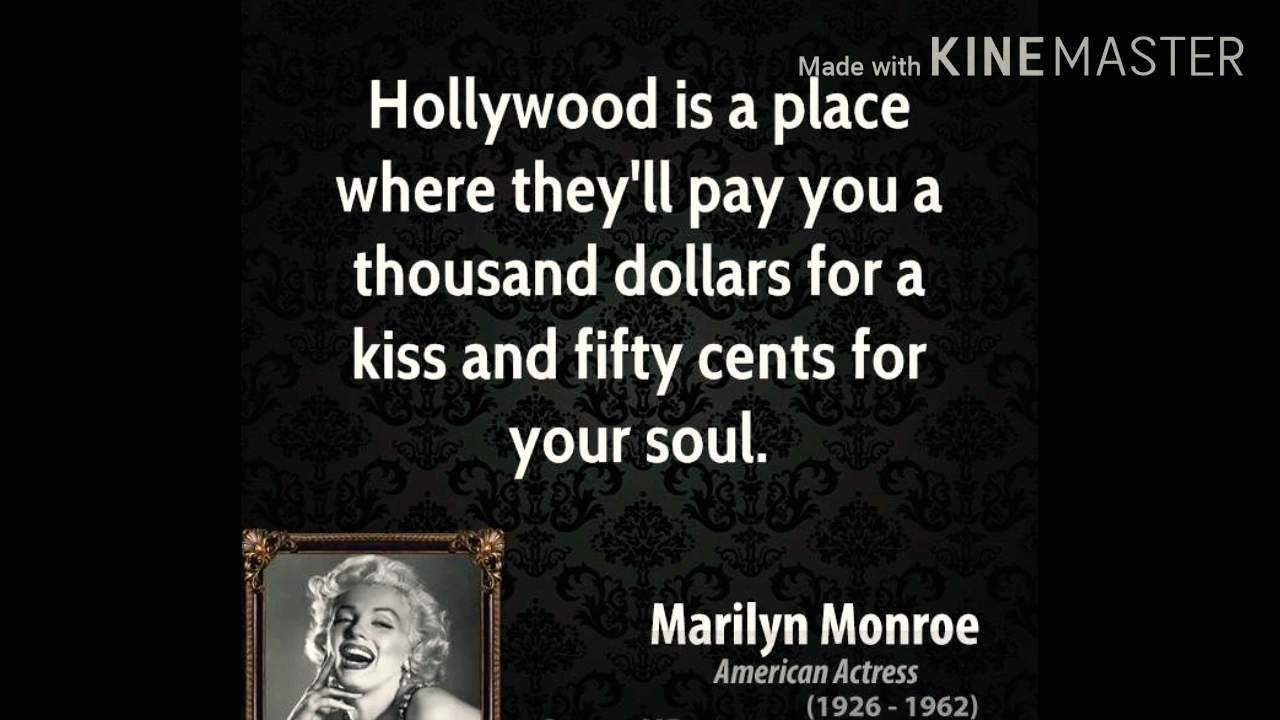 Made with KINEMASTER
Hollywood is a place
where they'll pay you a
thousand dollars for a
kiss and fifty cents for
your soul.
Marilyn Monroe
American Actress
(1926 - 1962)